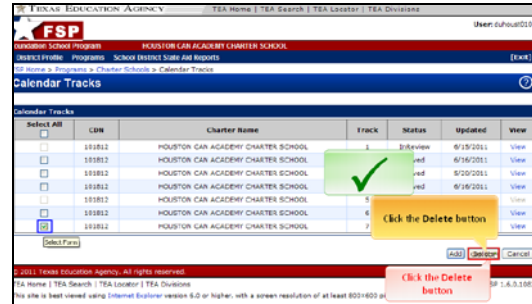 TEXAS EDUCATION AGENCY TEA Home | TEA Search | TEA Locator | TEA Divisions
FSP
User: duhoust010
oundation School Program HOUSTON CAN ACADEMY CHARTER SCHOOL
District Profile Programs School District State Aid Reports [Exit]
SP Home > Programs > Charter Schools > Calendar Tracks
Calendar Tracks
Calendar Tracks
Select All CDN Charter Name Track Status Updated View
101812 HOUSTON CAN ACADEMY CHARTER SCHOOL 1 InReview 6/15/2011 View
101812 HOUSTON CAN ACADEMY CHARTER SCHOOL ved 6/16/2011 View
101812 HOUSTON CAN ACADEMY CHARTER SCHOOL ved 5/20/2011 View
101812 HOUSTON CAN ACADEMY CHARTER SCHOOL ved 6/16/2011 View
101812 HOUSTON CAN ACADEMY CHARTER SCHOOL 5 View
101812 HOUSTON CAN ACADEMY CHARTER SCHOOL 6 View
101812 HOUSTON CAN ACADEMY CHARTER SCHOOL 7 View
Click the Delete button
Select Form
Add Delete Cancel
© 2011 Texas Education Agency. All rights reserved.
TEA Home | TEA Search | TEA Locator | TEA Divisions
Click the Delete button
This site is best viewed using Internet Explorer version 6.0 or higher, with a screen resolution of at least 800x600 p